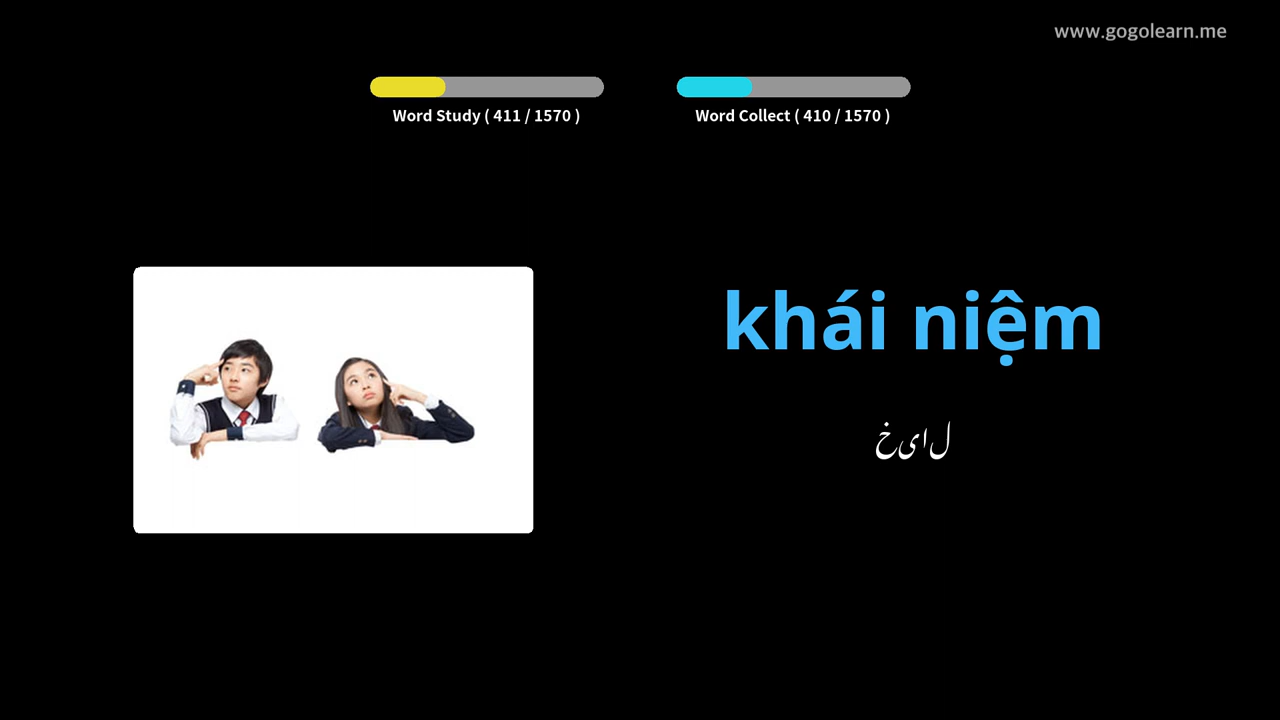 www.gogolearn.me
Word Study ( 411 / 1570 )
Word Collect ( 410 / 1570 )
khái niệm
خیال